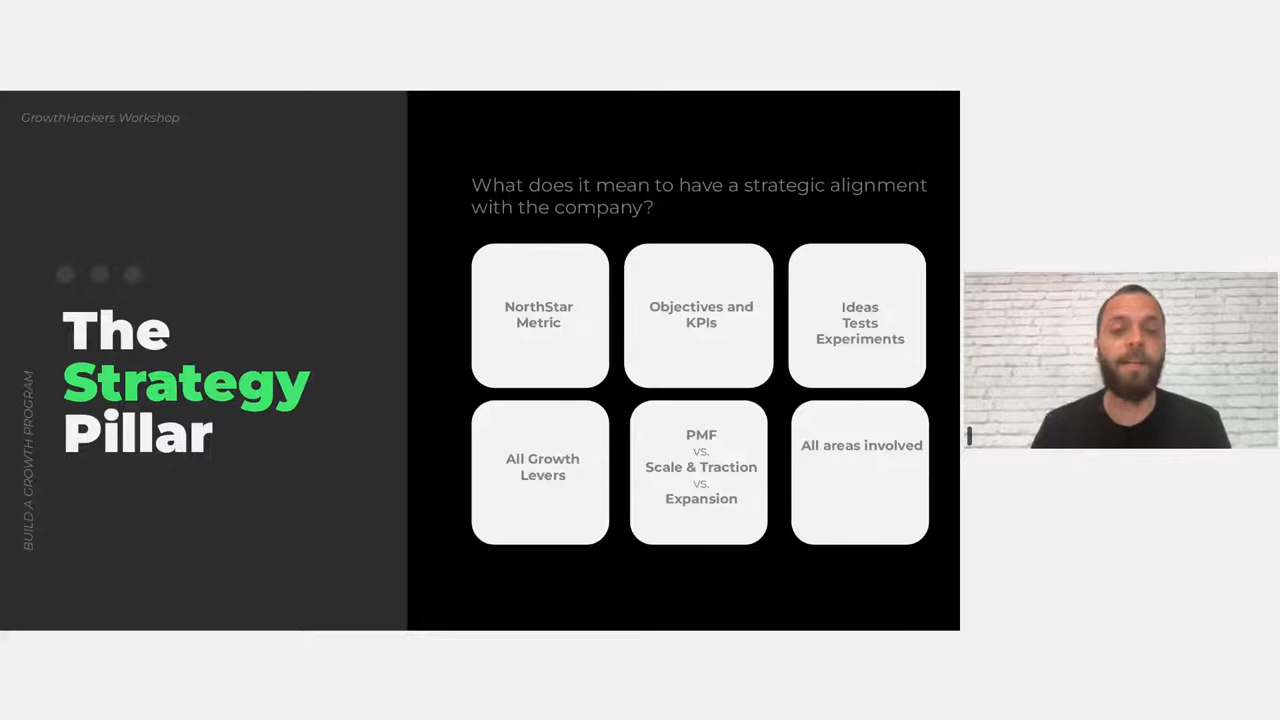 GrowthHackers Workshop
BUILD A GROWTH PROGRAM
The
Strategy
Pillar
What does it mean to have a strategic alignment
with the company?
NorthStar
Metric
Objectives and
KPIs
Ideas
Tests
Experiments
All Growth
Levers
PMF
vs.
Scale & Traction
vs.
Expansion
All areas involved